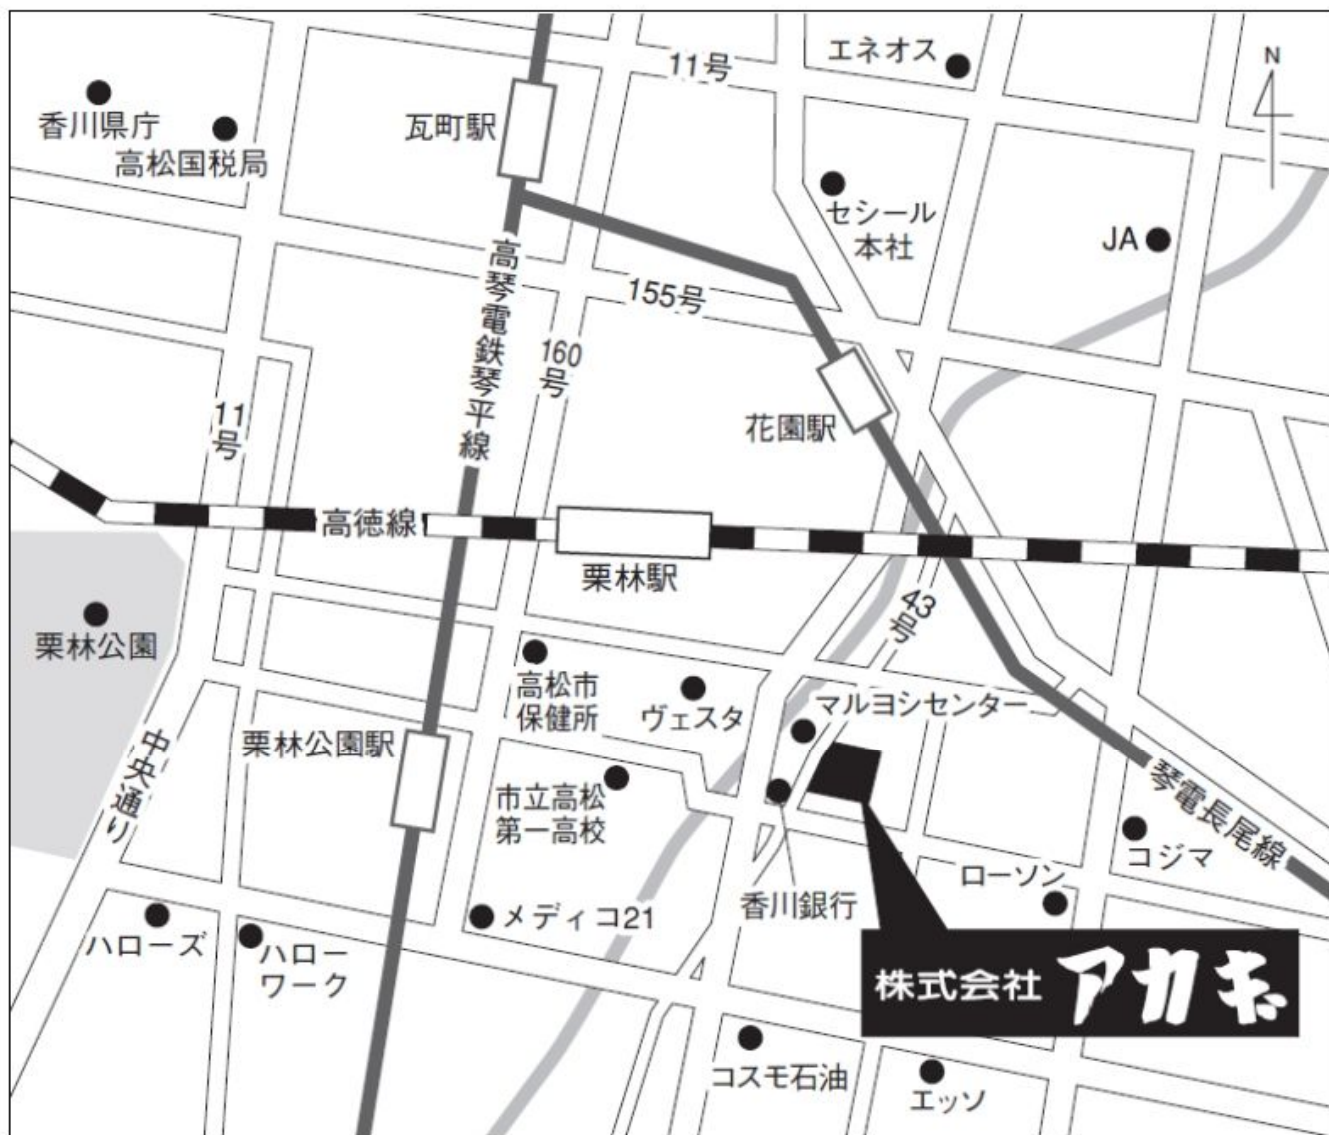 11号
エネオス
N
香川県庁
瓦町駅
高松国税局
セシール
本社
JA
高琴電鉄琴平線
155号
160
号
11
号
花園駅
高徳線
栗林駅
43
号
栗林公園
高松市
保健所
ヴェスタ
マルヨシセンター
中央通り
栗林公園駅
市立高松
第一高校
琴電長尾線
コジマ
ローソン
香川銀行
メディコ21
ハローズ
ハロー
ワーク
株式会社 アカギ
コスモ石油
エッソ